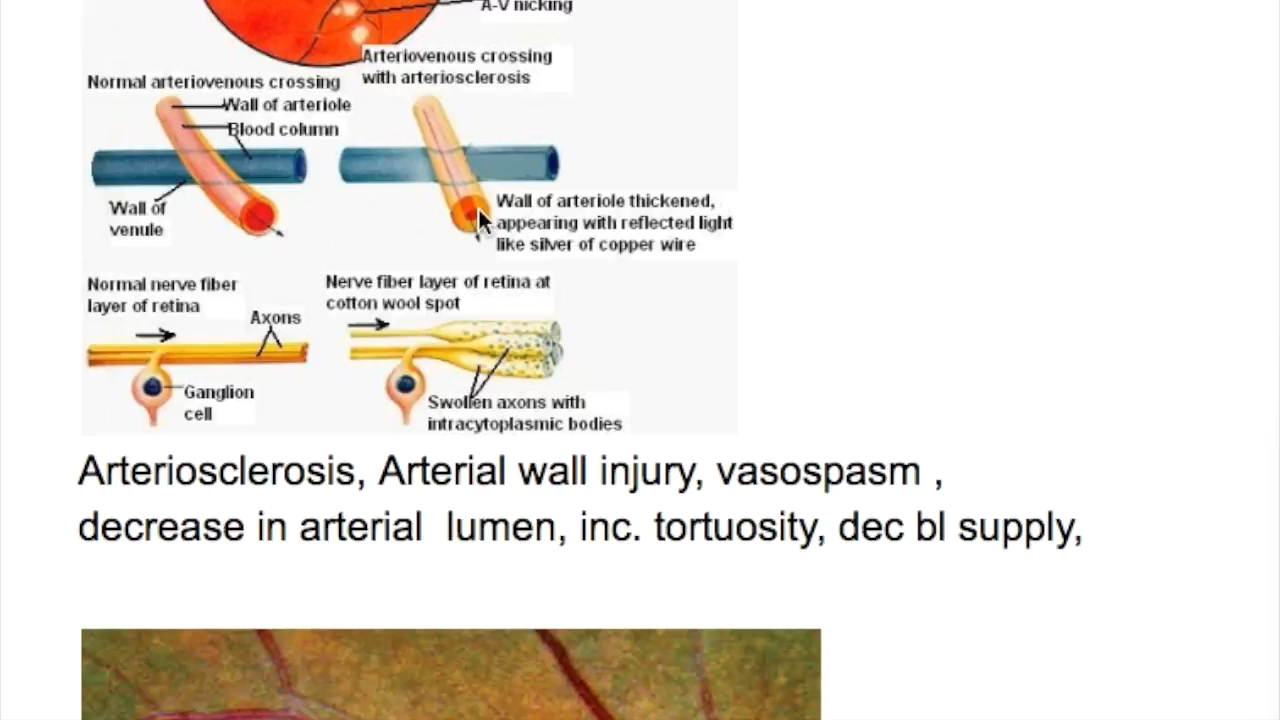 A-V nicking
Arteriovenous crossing
with arteriosclerosis
Normal arteriovenous crossing
Wall of arteriole
Blood column
Wall of
venule
Wall of arteriole thickened,
appearing with reflected light
like silver of copper wire
Normal nerve fiber
layer of retina
Axons
Ganglion
cell
Nerve fiber layer of retina at
cotton wool spot
Swollen axons with
intracytoplasmic bodies
Arteriosclerosis, Arterial wall injury, vasospasm ,
decrease in arterial lumen, inc. tortuosity, dec bl supply,